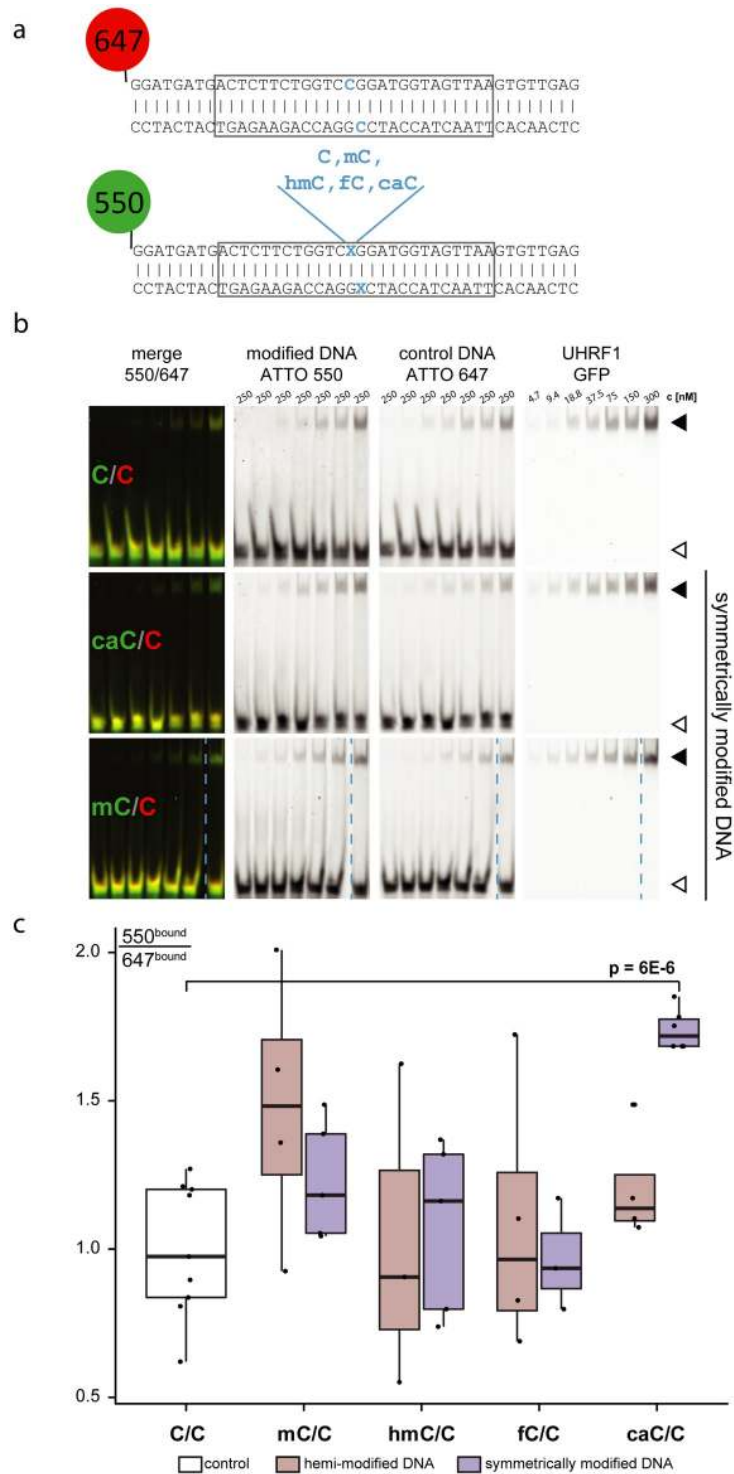 a
647
GGATGATGACTCTTCTGGTCCGGATGGTAGTTAAGTGTTGAG
CCTACTACTGAGAAGACCAGGCCTACCATCAATTCACAACTC
C,mC,
hmC,fC,caC
550
GGATGATGACTCTTCTGGTCXGGATGGTAGTTAAGTGTTGAG
CCTACTACTGAGAAGACCAGGXCTACCATCAATTCACAACTC
b
merge
550/647
modified DNA
ATTO 550
control DNA
ATTO 647
UHRF1
GFP
250 250 250 250 250 250 250
250 250 250 250 250 250 250
4.7 9.4 18.8 37.5 75 150 300 c [nM]
C/C
caC/C
mC/C
symmetrically modified DNA
c
550bound
647bound
p = 6E-6
2.0
1.5
1.0
0.5
C/C mC/C hmC/C fC/C caC/C
control hemi-modified DNA symmetrically modified DNA